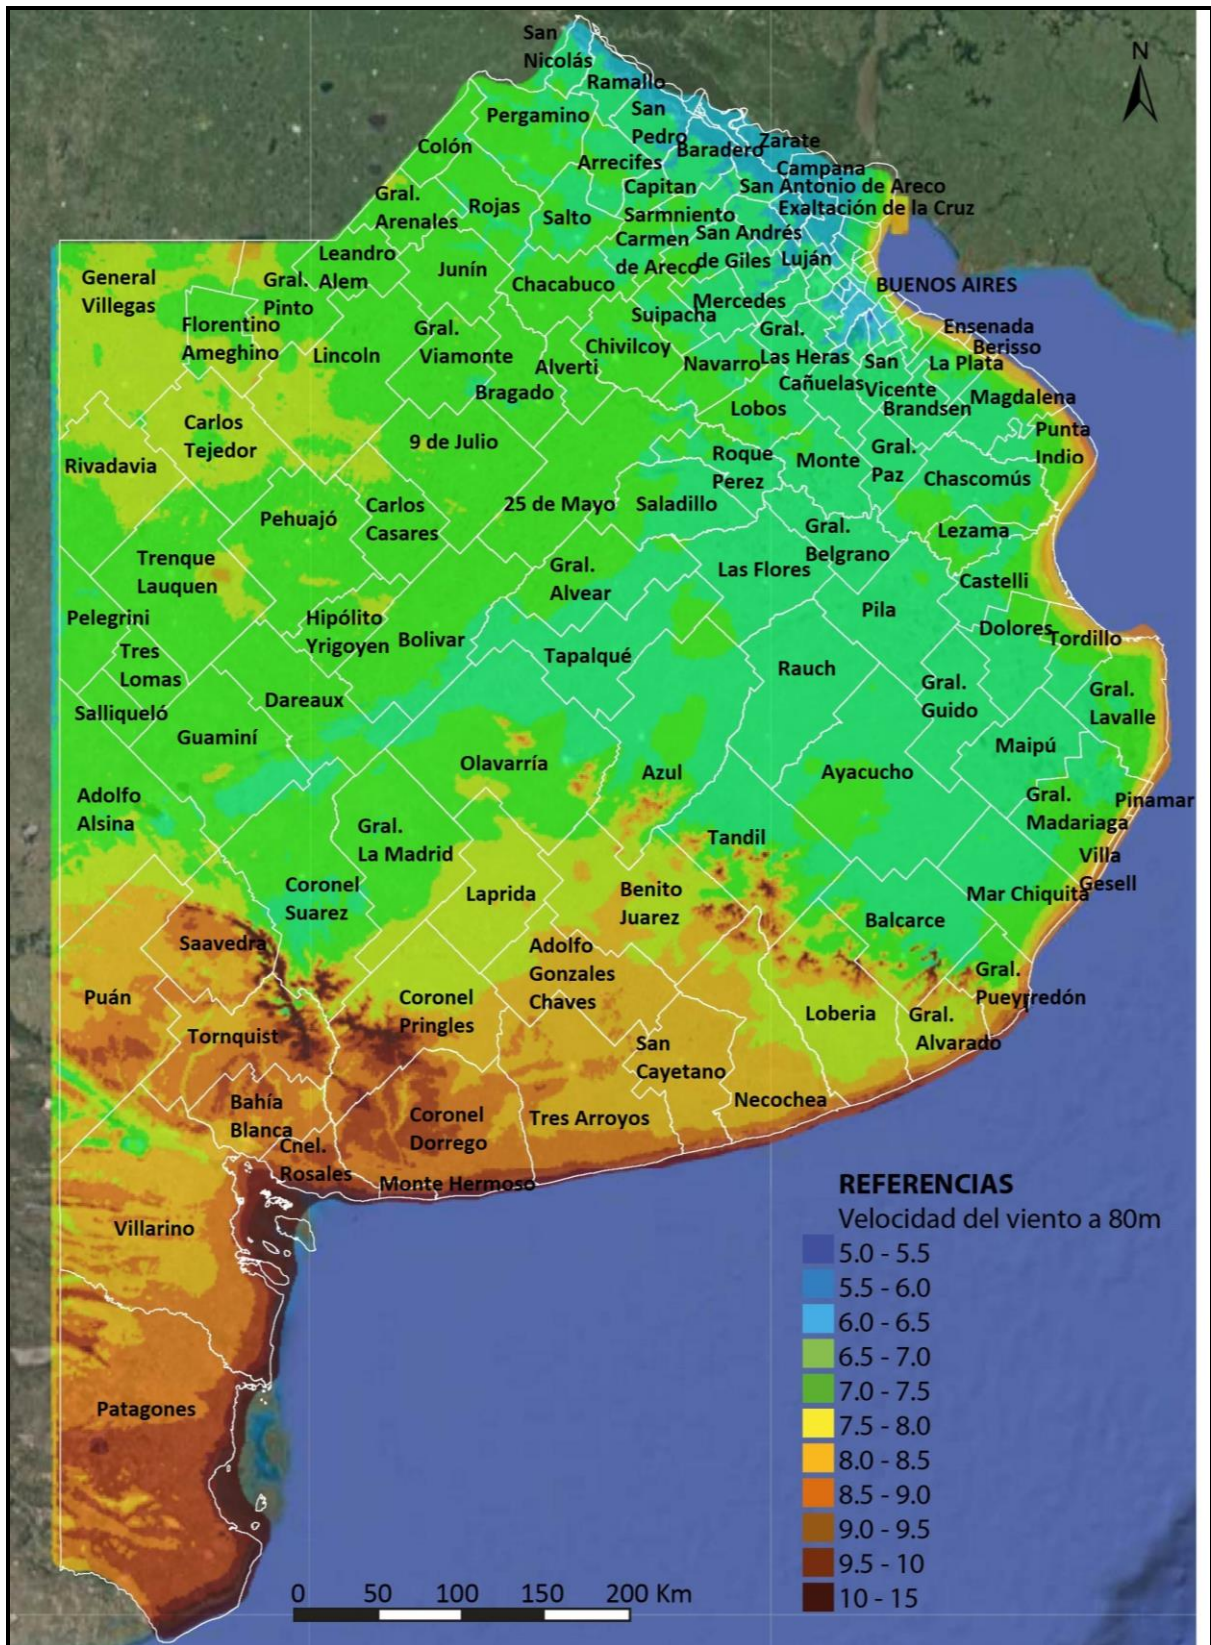 San
Nicolás
N
Ramallo
Pergamino
San
Pedro
Colón
Baradero
Zarate
Arrecifes
Campana
Capitan
Sarmniento
San Antonio de Areco
Gral.
Arenales
Rojas
Salto
Exaltación de la Cruz
Carmen
de Areco
San Andrés
de Giles
Luján
Leandro
Alem
Junín
General
Villegas
Gral.
Pinto
Chacabuco
BUENOS AIRES
Mercedes
Suipacha
Florentino
Ameghino
Lincoln
Gral.
Viamonte
Gral.
Las Heras
Ensenada
Berisso
Chivilcoy
Alverti
Navarro
San
Vicente
La Plata
Cañuelas
Bragado
Brandsen
Magdalena
Lobos
Carlos
Tejedor
9 de Julio
Punta
Indio
Rivadavia
Roque
Perez
Monte
Gral.
Paz
Chascomús
Pehuajó
Carlos
Casares
25 de Mayo
Saladillo
Gral.
Belgrano
Lezama
Trenque
Lauquen
Gral.
Alvear
Las Flores
Castelli
Pelegrini
Hipólito
Yrigoyen
Bolivar
Pila
Dolores
Tordillo
Tres
Lomas
Tapalqué
Rauch
Dareaux
Gral.
Guido
Gral.
Lavalle
Salliqueló
Guaminí
Maipú
Olavarría
Azul
Ayacucho
Adolfo
Alsina
Gral.
Madariaga
Pinamar
Gral.
La Madrid
Tandil
Villa
Gesell
Coronel
Suarez
Laprida
Benito
Juarez
Mar Chiquita
Balcarce
Saavedra
Adolfo
Gonzales
Chaves
Puán
Coronel
Pringles
Gral.
Pueyrredón
Loberia
Gral.
Alvarado
Tornquist
San
Cayetano
Bahía
Blanca
Coronel
Dorrego
Tres Arroyos
Necochea
Cnel.
Rosales
Monte Hermoso
Villarino
Patagones
REFERENCIAS
Velocidad del viento a 80m
5.0 - 5.5
5.5 - 6.0
6.0 - 6.5
6.5 - 7.0
7.0 - 7.5
7.5 - 8.0
8.0 - 8.5
8.5 - 9.0
9.0 - 9.5
9.5 - 10
10 - 15
0 50 100 150 200 Km